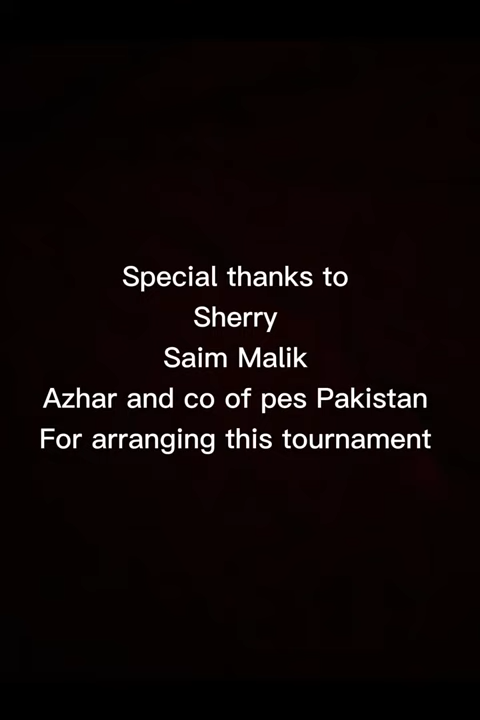 Special thanks to
Sherry
Saim Malik
Azhar and co of pes Pakistan
For arranging this tournament